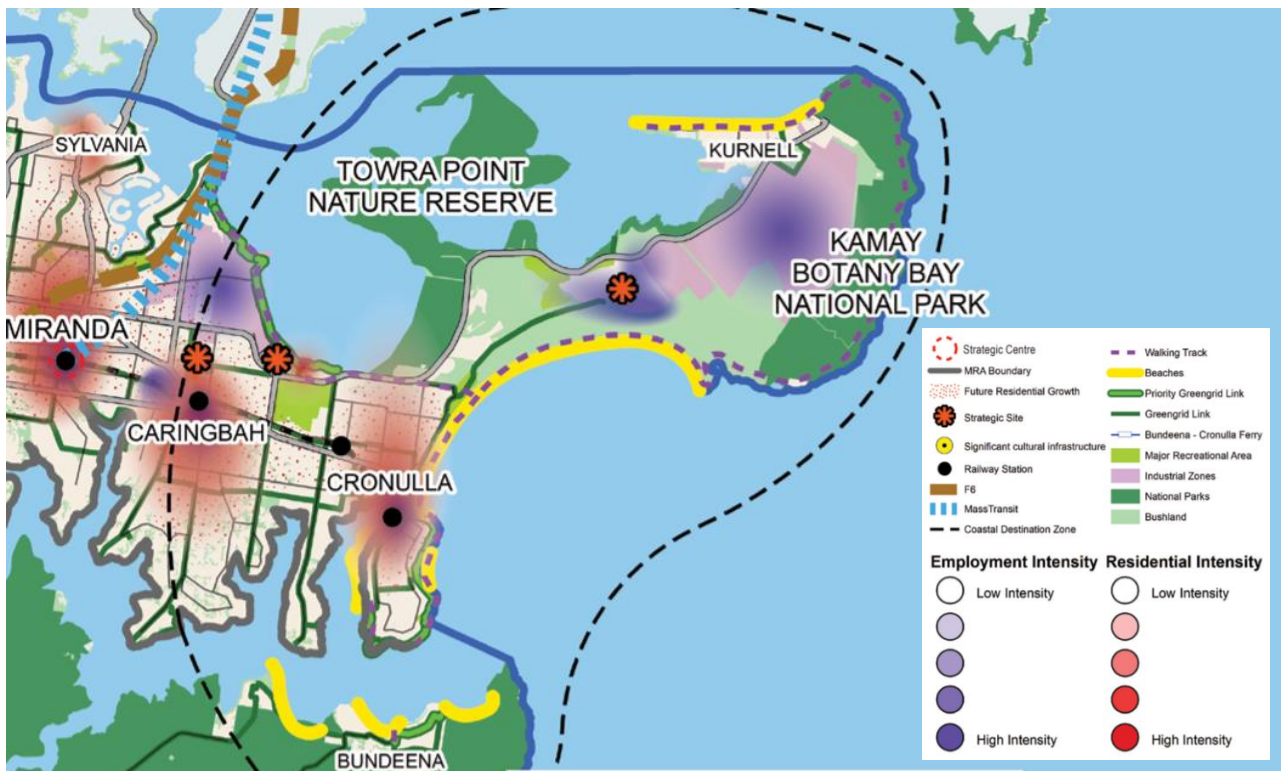 SYLVANIA
TOWRA POINT
NATURE RESERVE
KURNELL
KAMAY
BOTANY BAY
NATIONAL PARK
MIRANDA
CARINGBAH
CRONULLA
BUNDEENA
Strategic Centre
MRA Boundary
Future Residential Growth
Strategic Site
Significant cultural infrastructure
Railway Station
F6
MassTransit
Coastal Destination Zone
Walking Track
Beaches
Priority Greengrid Link
Greengrid Link
Bundeena - Cronulla Ferry
Major Recreational Area
Industrial Zones
National Parks
Bushland
Employment Intensity
Low Intensity
High Intensity
Residential Intensity
Low Intensity
High Intensity